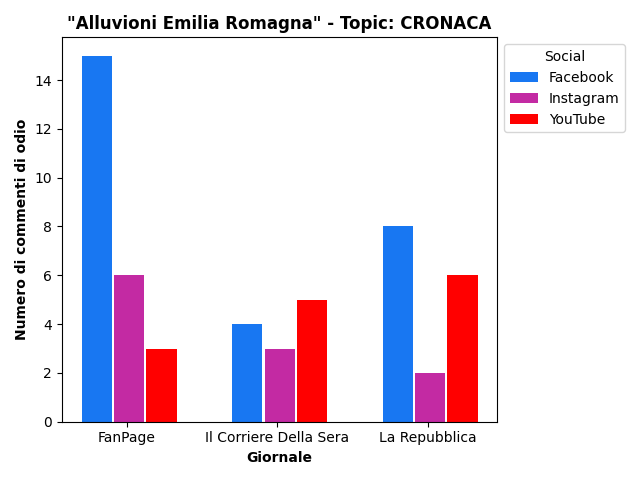 "Alluvioni Emilia Romagna" - Topic: CRONACA
Social
Facebook
Instagram
YouTube
Numero di commenti di odio
14
12
10
8
6
4
2
0
FanPage
Il Corriere Della Sera
La Repubblica
Giornale